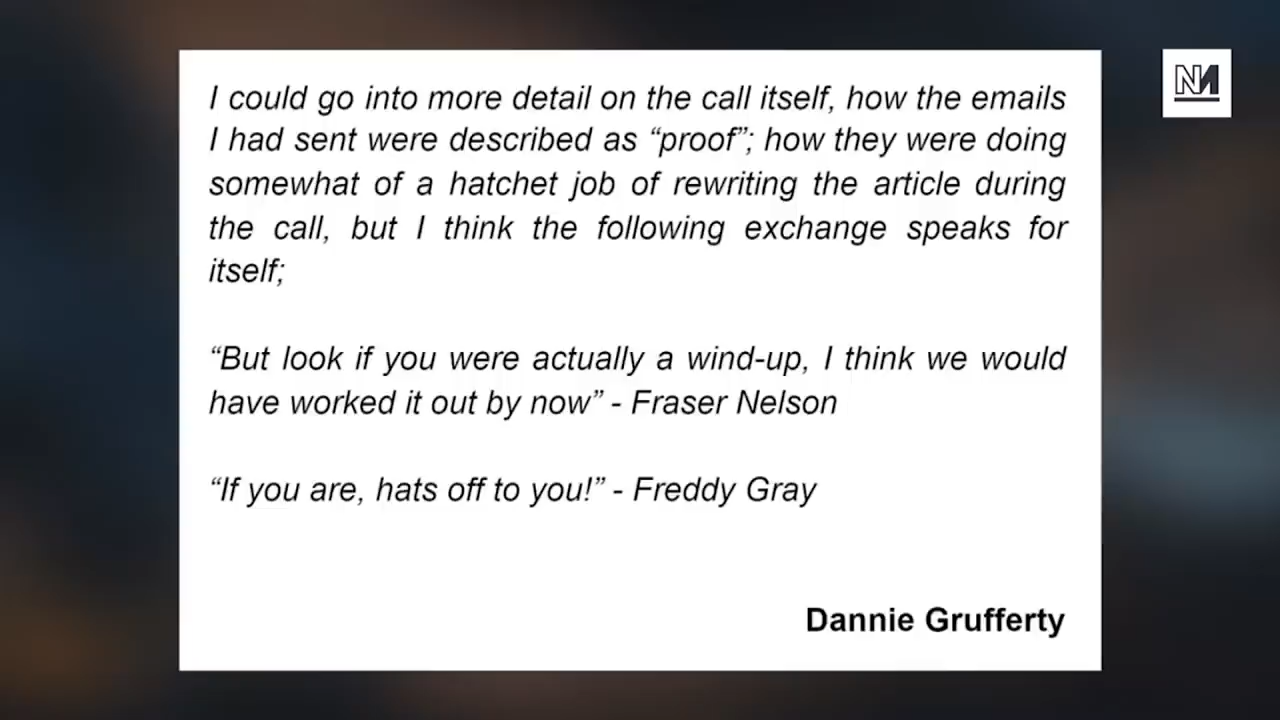 I could go into more detail on the call itself, how the emails
I had sent were described as “proof”; how they were doing
somewhat of a hatchet job of rewriting the article during
the call, but I think the following exchange speaks for
itself;
“But look if you were actually a wind-up, I think we would
have worked it out by now” - Fraser Nelson
“If you are, hats off to you!” - Freddy Gray
Dannie Grufferty
NM